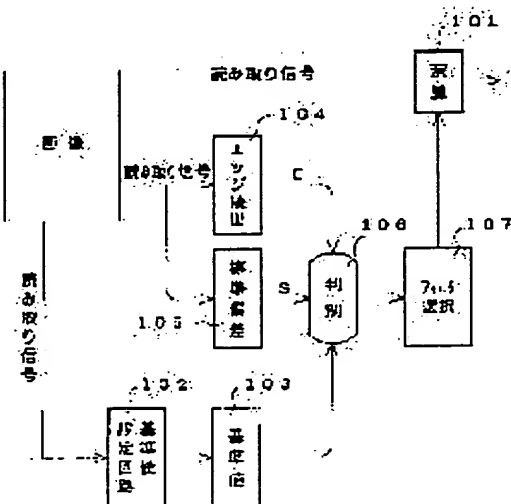 101
読み取り信号
演算
104
画像
読み取り信号
エッジ検出
C
106
107
標準偏差
S
判別
フィルタ
選択
105
読み取り信号
102
103
基準値
設定回路
基準値